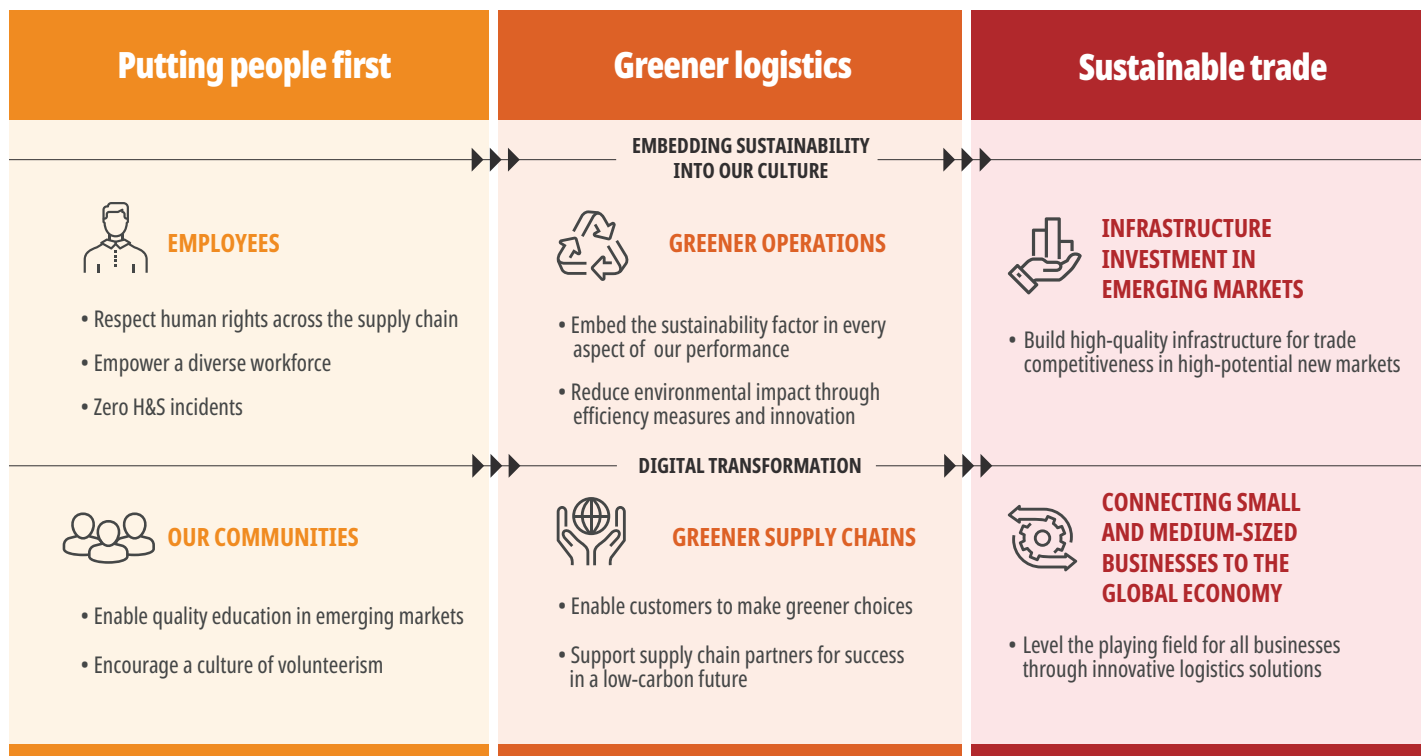 Putting people first
Greener logistics
Sustainable trade
EMBEDDING SUSTAINABILITY
INTO OUR CULTURE
EMPLOYEES
• Respect human rights across the supply chain
• Empower a diverse workforce
• Zero H&S incidents
GREENER OPERATIONS
• Embed the sustainability factor in every
aspect of our performance
• Reduce environmental impact through
efficiency measures and innovation
INFRASTRUCTURE
INVESTMENT IN
EMERGING MARKETS
• Build high-quality infrastructure for trade
competitiveness in high-potential new markets
DIGITAL TRANSFORMATION
OUR COMMUNITIES
• Enable quality education in emerging markets
• Encourage a culture of volunteerism
GREENER SUPPLY CHAINS
• Enable customers to make greener choices
• Support supply chain partners for success
in a low-carbon future
CONNECTING SMALL
AND MEDIUM-SIZED
BUSINESSES TO THE
GLOBAL ECONOMY
• Level the playing field for all businesses
through innovative logistics solutions